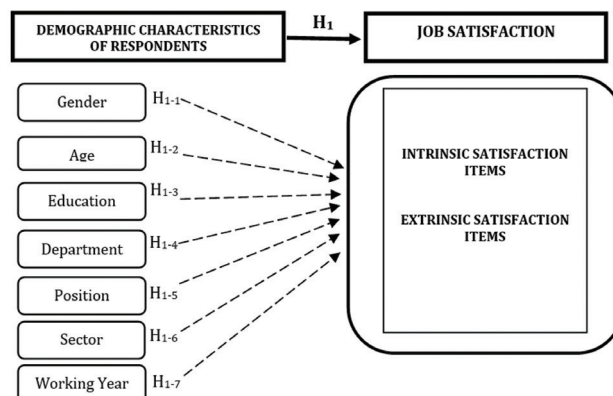 DEMOGRAPHIC CHARACTERISTICS
OF RESPONDENTS
H1
JOB SATISFACTION
Gender
H1-1
Age
H1-2
Education
H1-3
Department
H1-4
Position
H1-5
Sector
H1-6
Working Year
H1-7
INTRINSIC SATISFACTION
ITEMS
EXTRINSIC SATISFACTION
ITEMS